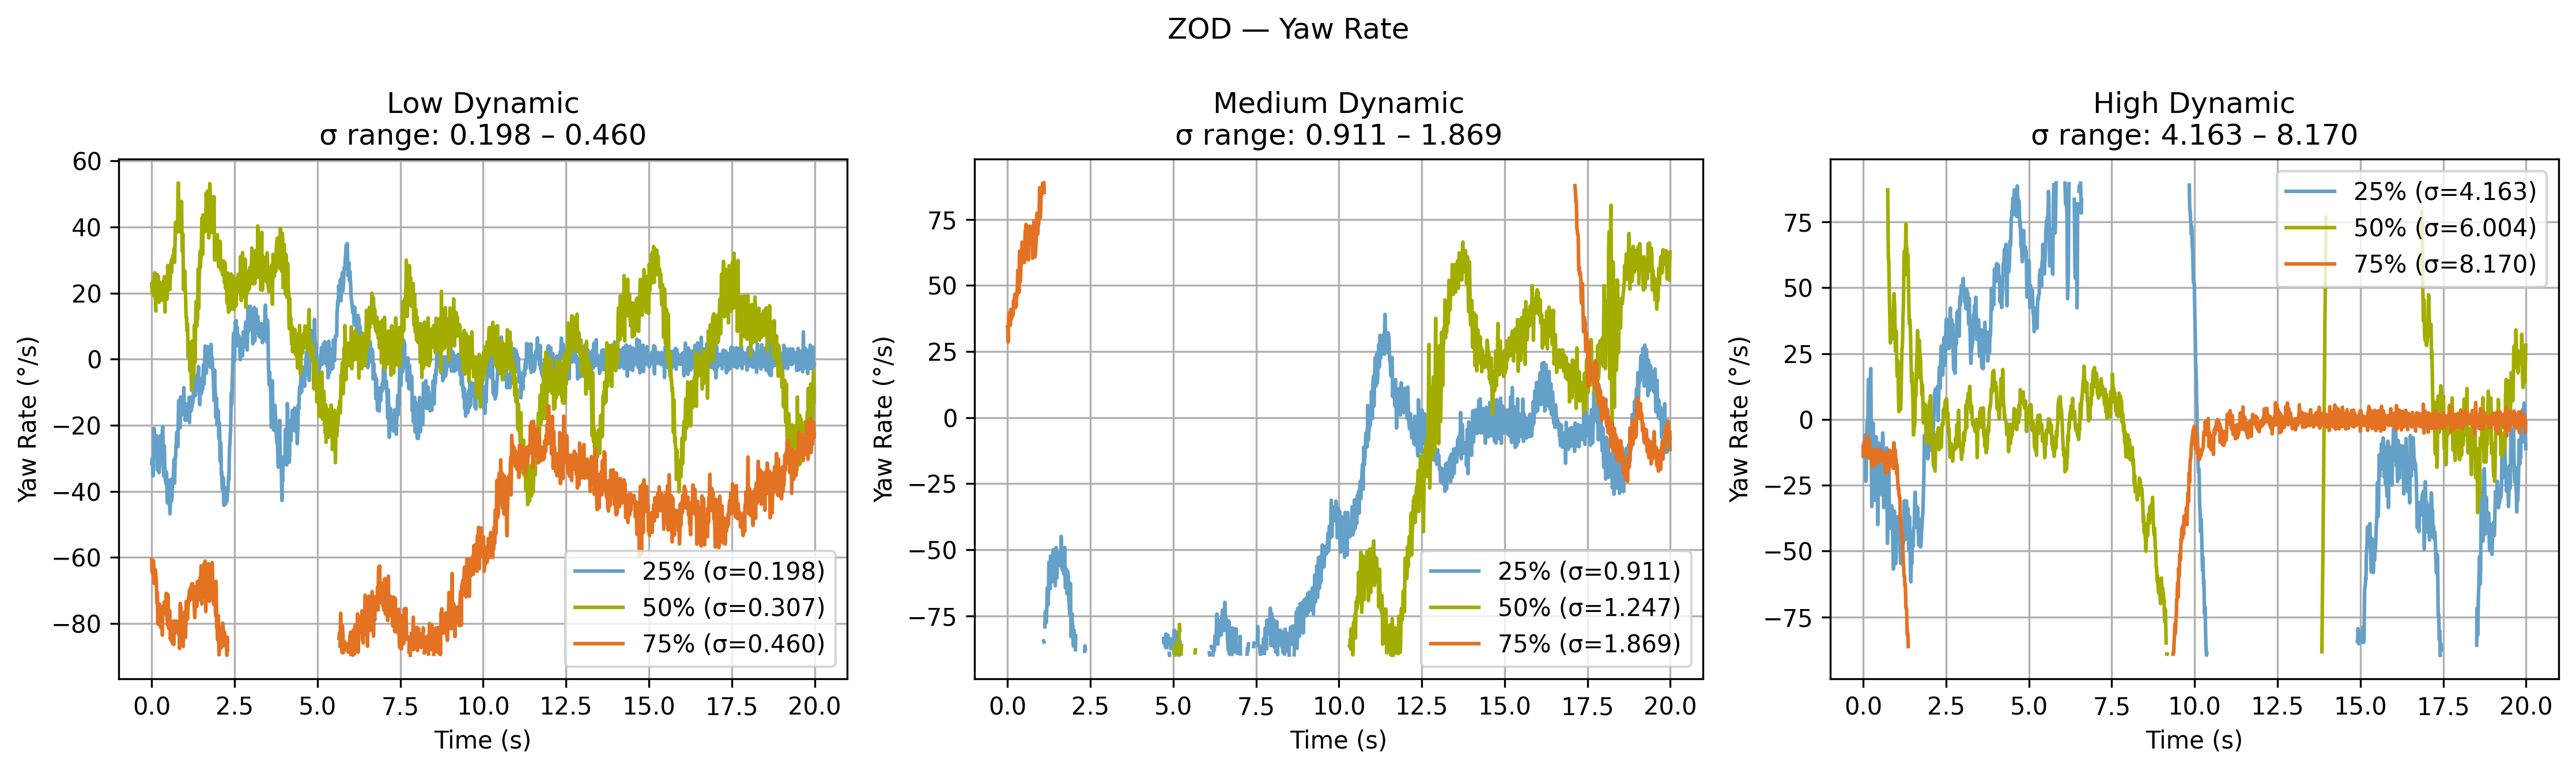 ZOD — Yaw Rate
Low Dynamic
σ range: 0.198 – 0.460
Yaw Rate (°/s)
60
40
20
0
−20
−40
−60
−80
25% (σ=0.198)
50% (σ=0.307)
75% (σ=0.460)
0.0 2.5 5.0 7.5 10.0 12.5 15.0 17.5 20.0
Time (s)
Medium Dynamic
σ range: 0.911 – 1.869
Yaw Rate (°/s)
75
50
25
0
−25
−50
−75
25% (σ=0.911)
50% (σ=1.247)
75% (σ=1.869)
0.0 2.5 5.0 7.5 10.0 12.5 15.0 17.5 20.0
Time (s)
High Dynamic
σ range: 4.163 – 8.170
Yaw Rate (°/s)
75
50
25
0
−25
−50
−75
25% (σ=4.163)
50% (σ=6.004)
75% (σ=8.170)
0.0 2.5 5.0 7.5 10.0 12.5 15.0 17.5 20.0
Time (s)